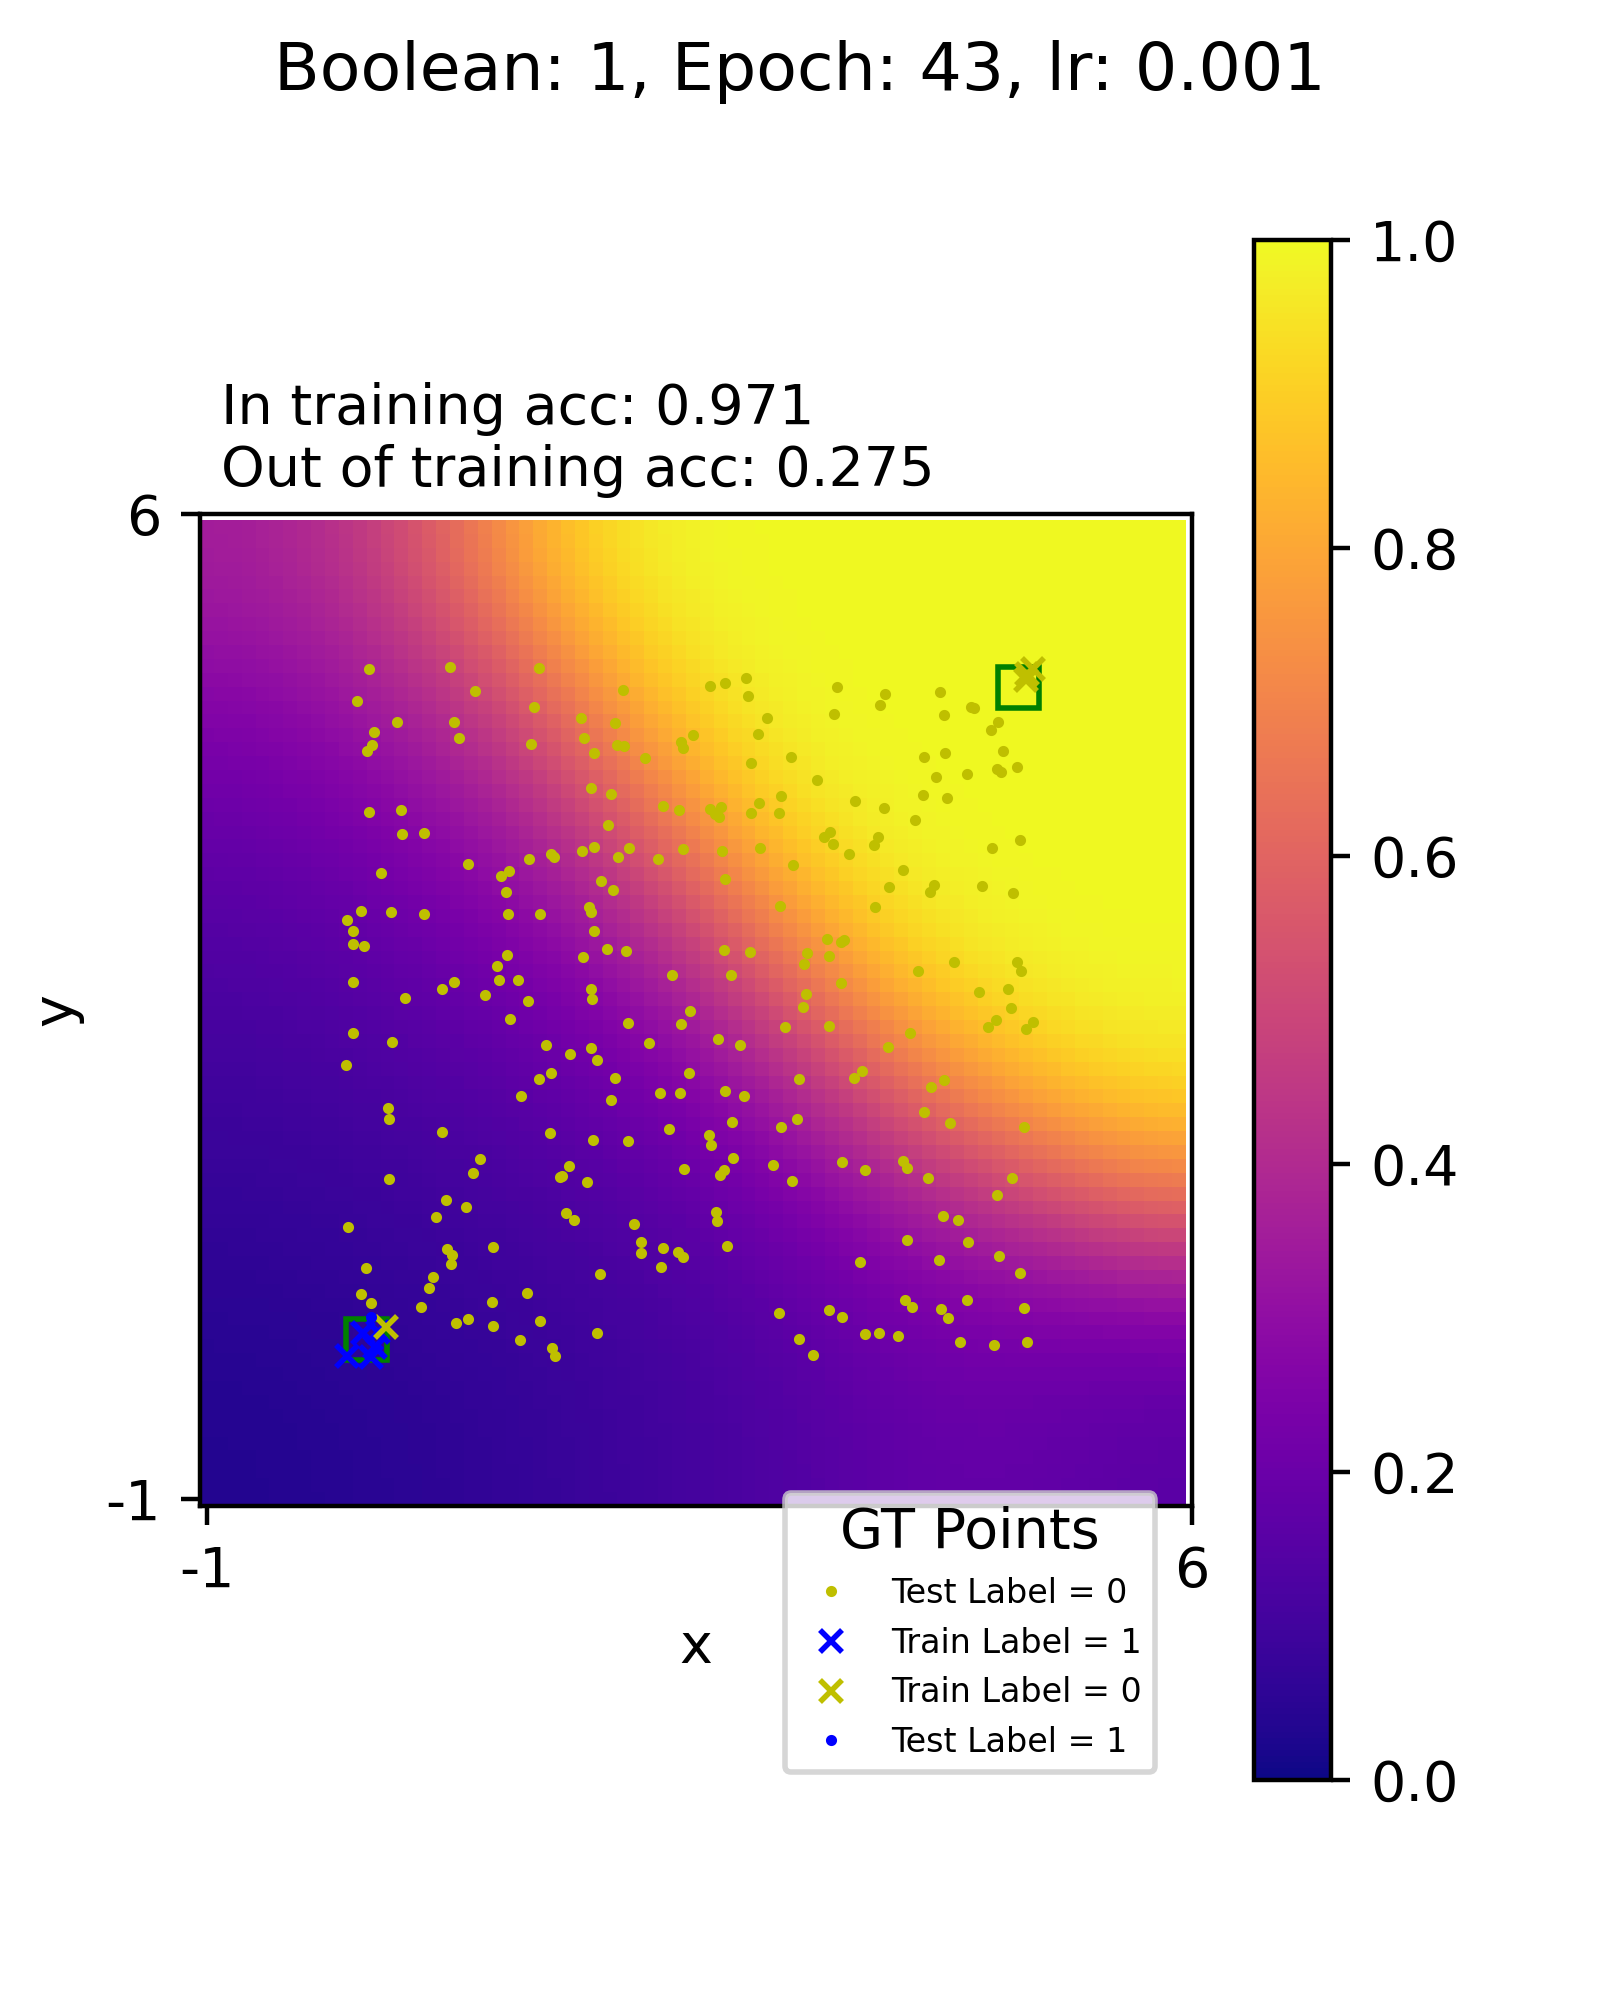 Boolean: 1, Epoch: 43, lr: 0.001
In training acc: 0.971
Out of training acc: 0.275
6
y
-1
-1
6
x
GT Points
Test Label = 0
Train Label = 1
Train Label = 0
Test Label = 1
1.0
0.8
0.6
0.4
0.2
0.0